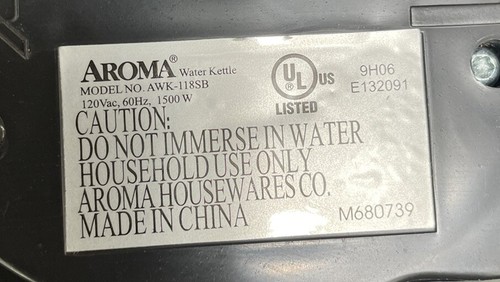 AROMA® Water Kettle
MODEL NO. AWK-118SB
120Vac, 60Hz, 1500 W
CAUTION:
DO NOT IMMERSE IN WATER
HOUSEHOLD USE ONLY
AROMA HOUSEWARES CO.
MADE IN CHINA
UL US
LISTED
9H06
E132091
M680739